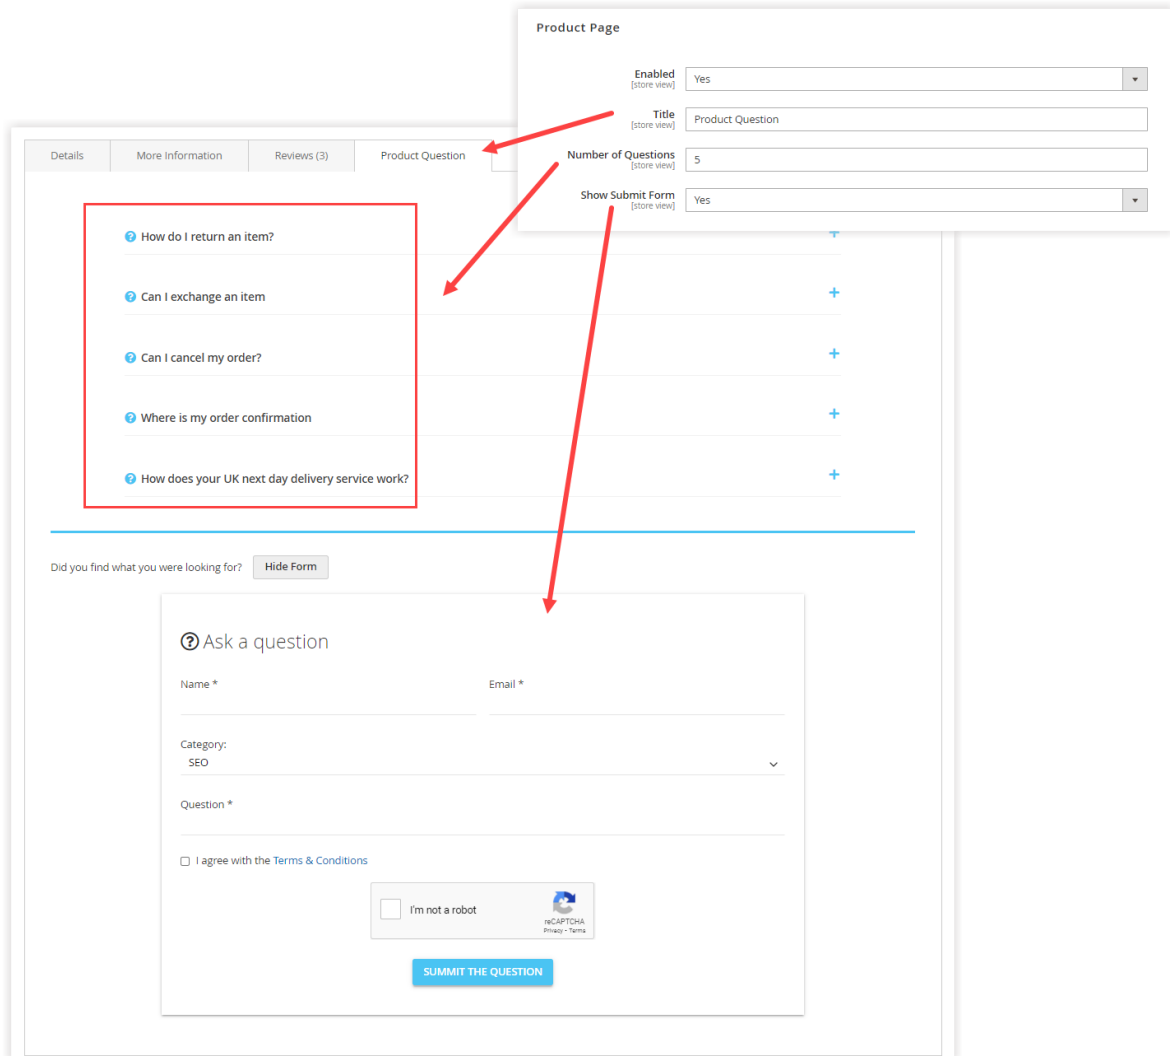 Product Page
Enabled
[store view]
Yes
Title
[store view]
Product Question
Number of Questions
[store view]
5
Show Submit Form
[store view]
Yes
Details More Information Reviews (3) Product Question
How do I return an item?
Can I exchange an item
Can I cancel my order?
Where is my order confirmation
How does your UK next day delivery service work?
Did you find what you were looking for? Hide Form
Ask a question
Name * Email *
Category:
SEO
Question *
I agree with the Terms & Conditions
I'm not a robot
reCAPTCHA
Privacy - Terms
SUMMIT THE QUESTION